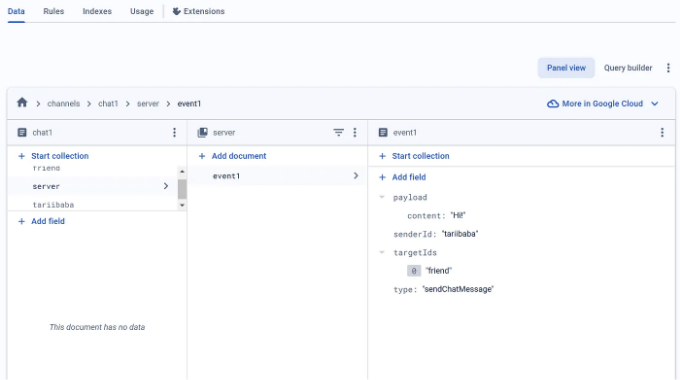 Data Rules Indexes Usage Extensions
Panel view Query builder
channels > chat1 > server > event1 More in Google Cloud
chat1 server event1
+ Start collection + Add document + Start collection
friend
server > event1 > + Add field
tariibaba payload
+ Add field content: "Hi!"
senderId: "tariibaba"
targetIds
0 "friend"
type: "sendChatMessage"
This document has no data